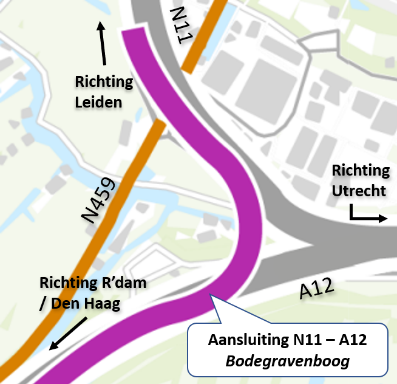 N11
Richting
Leiden
Richting
Utrecht
N459
Richting R'dam
/ Den Haag
A12
Aansluiting N11 – A12
Bodegravenboog